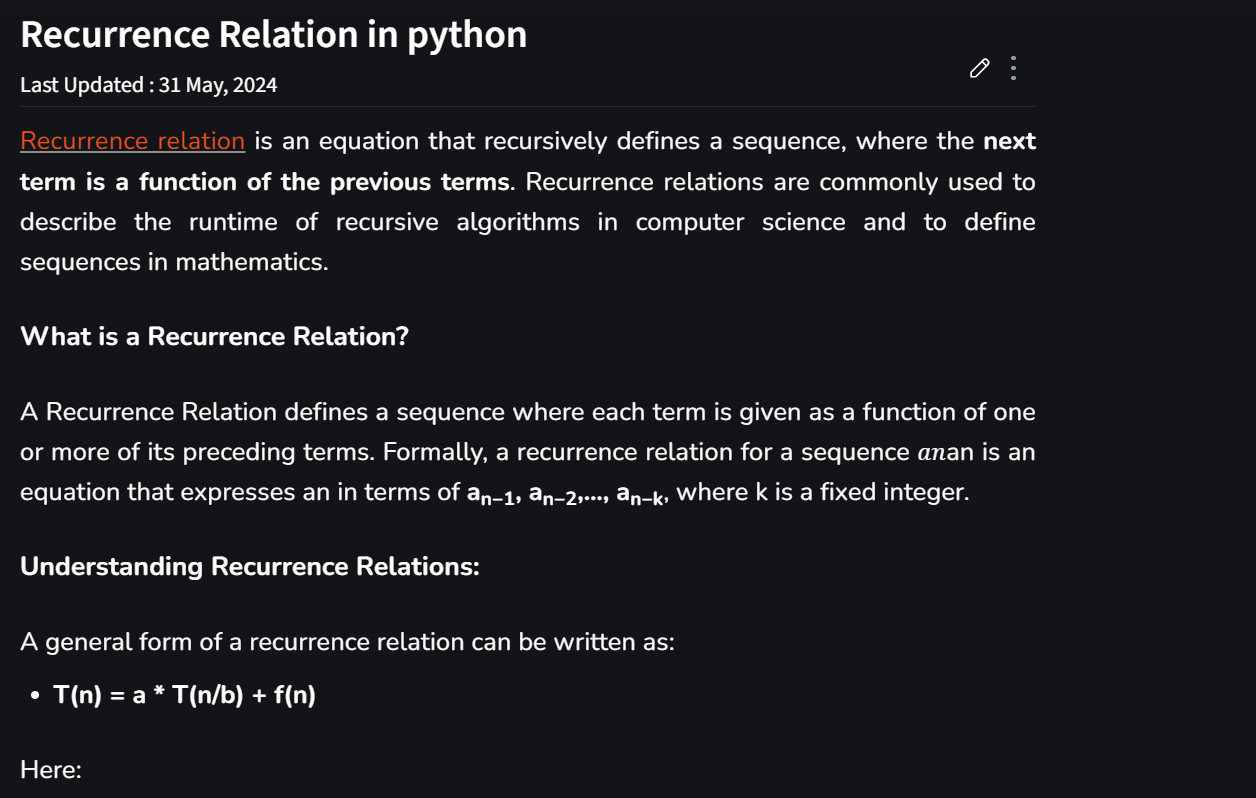 Recurrence Relation in python
Last Updated : 31 May, 2024
Recurrence relation is an equation that recursively defines a sequence, where the next
term is a function of the previous terms. Recurrence relations are commonly used to
describe the runtime of recursive algorithms in computer science and to define
sequences in mathematics.
What is a Recurrence Relation?
A Recurrence Relation defines a sequence where each term is given as a function of one
or more of its preceding terms. Formally, a recurrence relation for a sequence anan is an
equation that expresses an in terms of aₙ₋₁, aₙ₋₂,..., aₙ₋ₖ, where k is a fixed integer.
Understanding Recurrence Relations:
A general form of a recurrence relation can be written as:
• T(n) = a * T(n/b) + f(n)
Here: